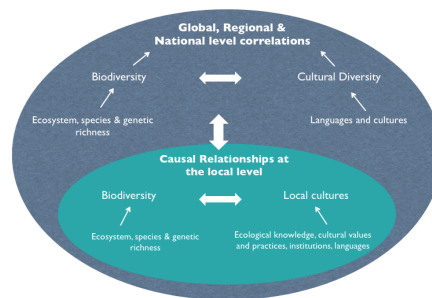 Global, Regional &
National level correlations
Biodiversity
Cultural Diversity
Ecosystem, species & genetic
richness
Languages and cultures
Causal Relationships at
the local level
Biodiversity
Local cultures
Ecosystem, species & genetic
richness
Ecological knowledge, cultural values
and practices, institutions, languages